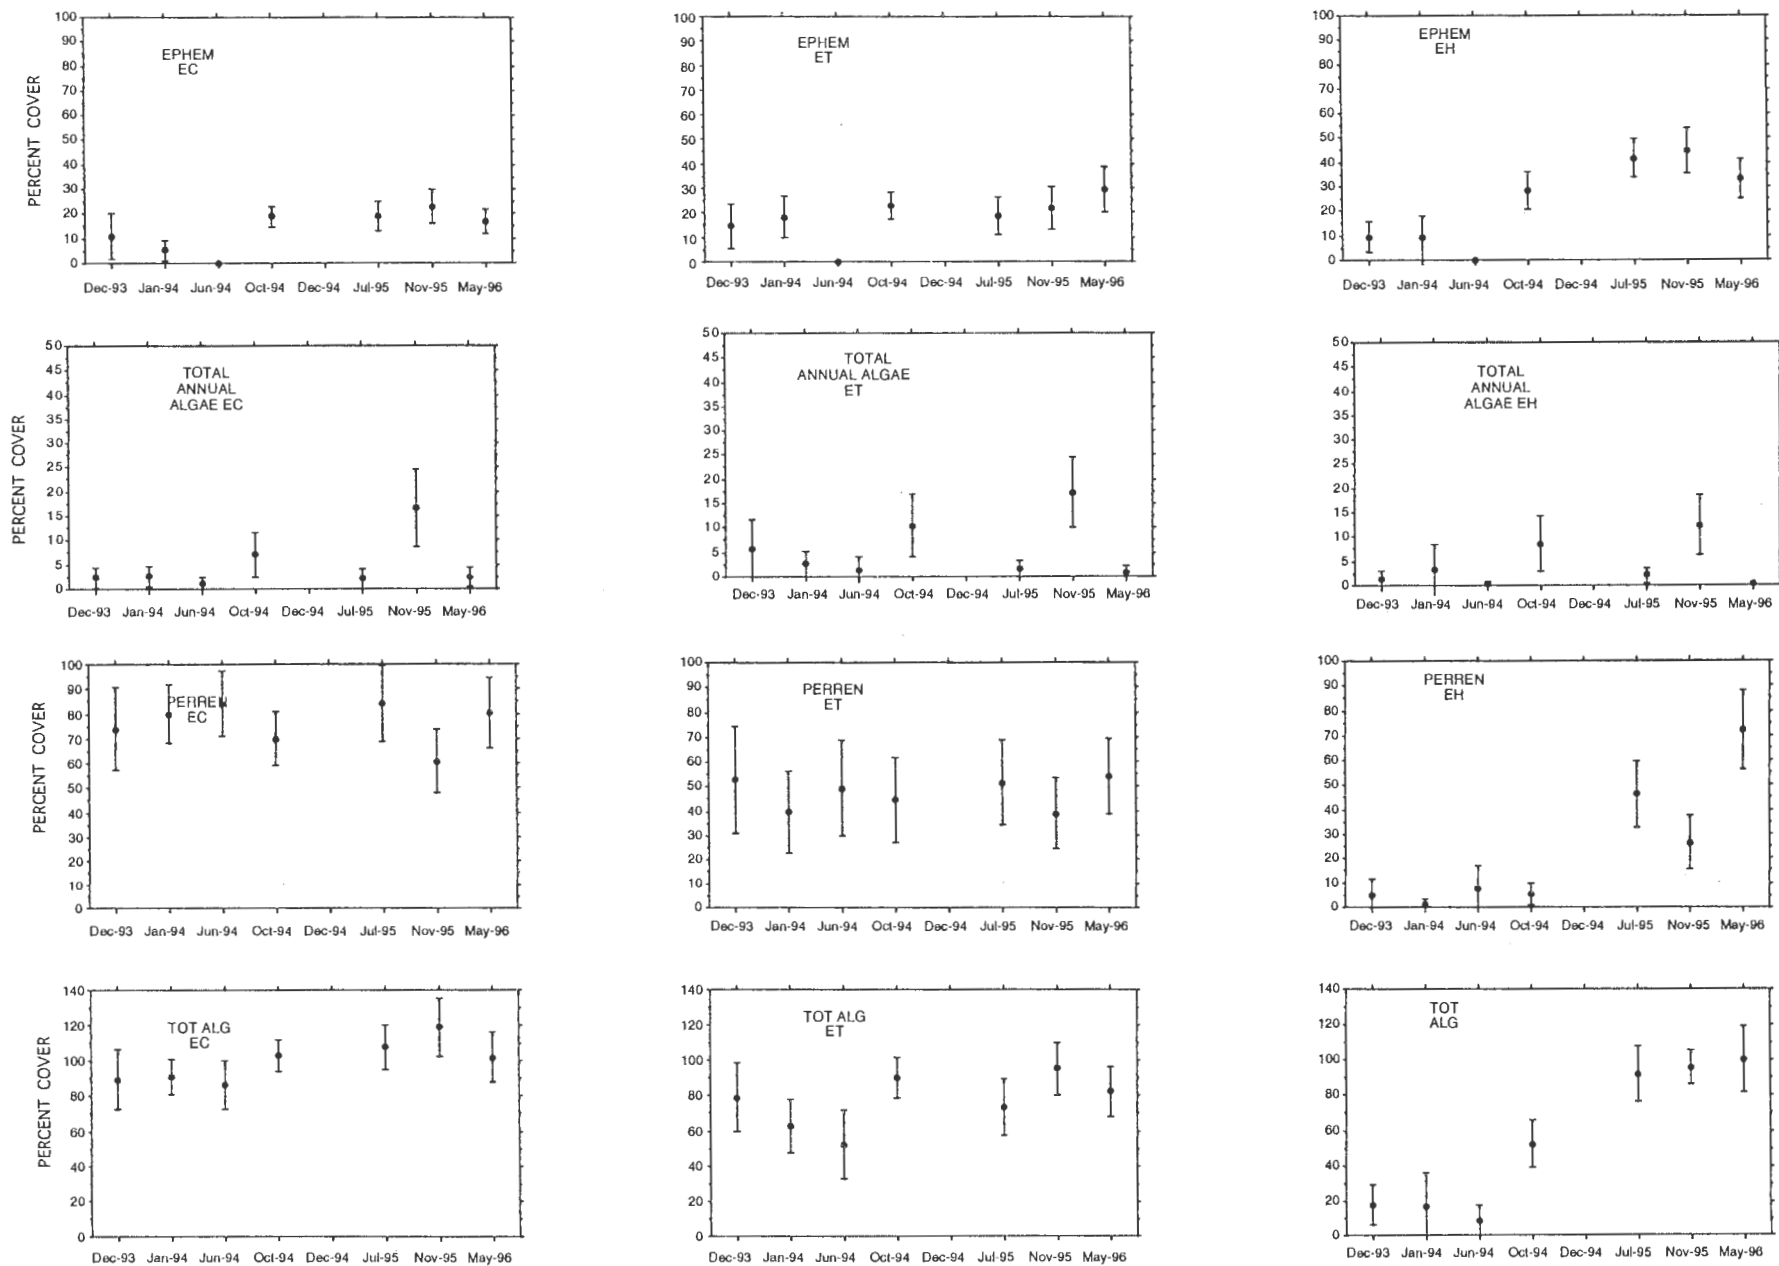 EPHEM
EC
PERCENT COVER
100
90
80
70
60
50
40
30
20
10
0
Dec-93 Jan-94 Jun-94 Oct-94 Dec-94 Jul-95 Nov-95 May-96
EPHEM
ET
100
90
80
70
60
50
40
30
20
10
0
Dec-93 Jan-94 Jun-94 Oct-94 Dec-94 Jul-95 Nov-95 May-96
EPHEM
EH
100
90
80
70
60
50
40
30
20
10
0
Dec-93 Jan-94 Jun-94 Oct-94 Dec-94 Jul-95 Nov-95 May-96
TOTAL
ANNUAL
ALGAE EC
PERCENT COVER
50
45
40
35
30
25
20
15
10
5
0
Dec-93 Jan-94 Jun-94 Oct-94 Dec-94 Jul-95 Nov-95 May-96
TOTAL
ANNUAL ALGAE
ET
50
45
40
35
30
25
20
15
10
5
0
Dec-93 Jan-94 Jun-94 Oct-94 Dec-94 Jul-95 Nov-95 May-96
TOTAL
ANNUAL
ALGAE EH
50
45
40
35
30
25
20
15
10
5
0
Dec-93 Jan-94 Jun-94 Oct-94 Dec-94 Jul-95 Nov-95 May-96
PERREN
EC
PERCENT COVER
100
90
80
70
60
50
40
30
20
10
0
Dec-93 Jan-94 Jun-94 Oct-94 Dec-94 Jul-95 Nov-95 May-96
PERREN
ET
100
90
80
70
60
50
40
30
20
10
0
Dec-93 Jan-94 Jun-94 Oct-94 Dec-94 Jul-95 Nov-95 May-96
PERREN
EH
100
90
80
70
60
50
40
30
20
10
0
Dec-93 Jan-94 Jun-94 Oct-94 Dec-94 Jul-95 Nov-95 May-96
TOT ALG
EC
PERCENT COVER
140
120
100
80
60
40
20
0
Dec-93 Jan-94 Jun-94 Oct-94 Dec-94 Jul-95 Nov-95 May-96
TOT ALG
ET
140
120
100
80
60
40
20
0
Dec-93 Jan-94 Jun-94 Oct-94 Dec-94 Jul-95 Nov-95 May-96
TOT
ALG
140
120
100
80
60
40
20
0
Dec-93 Jan-94 Jun-94 Oct-94 Dec-94 Jul-95 Nov-95 May-96